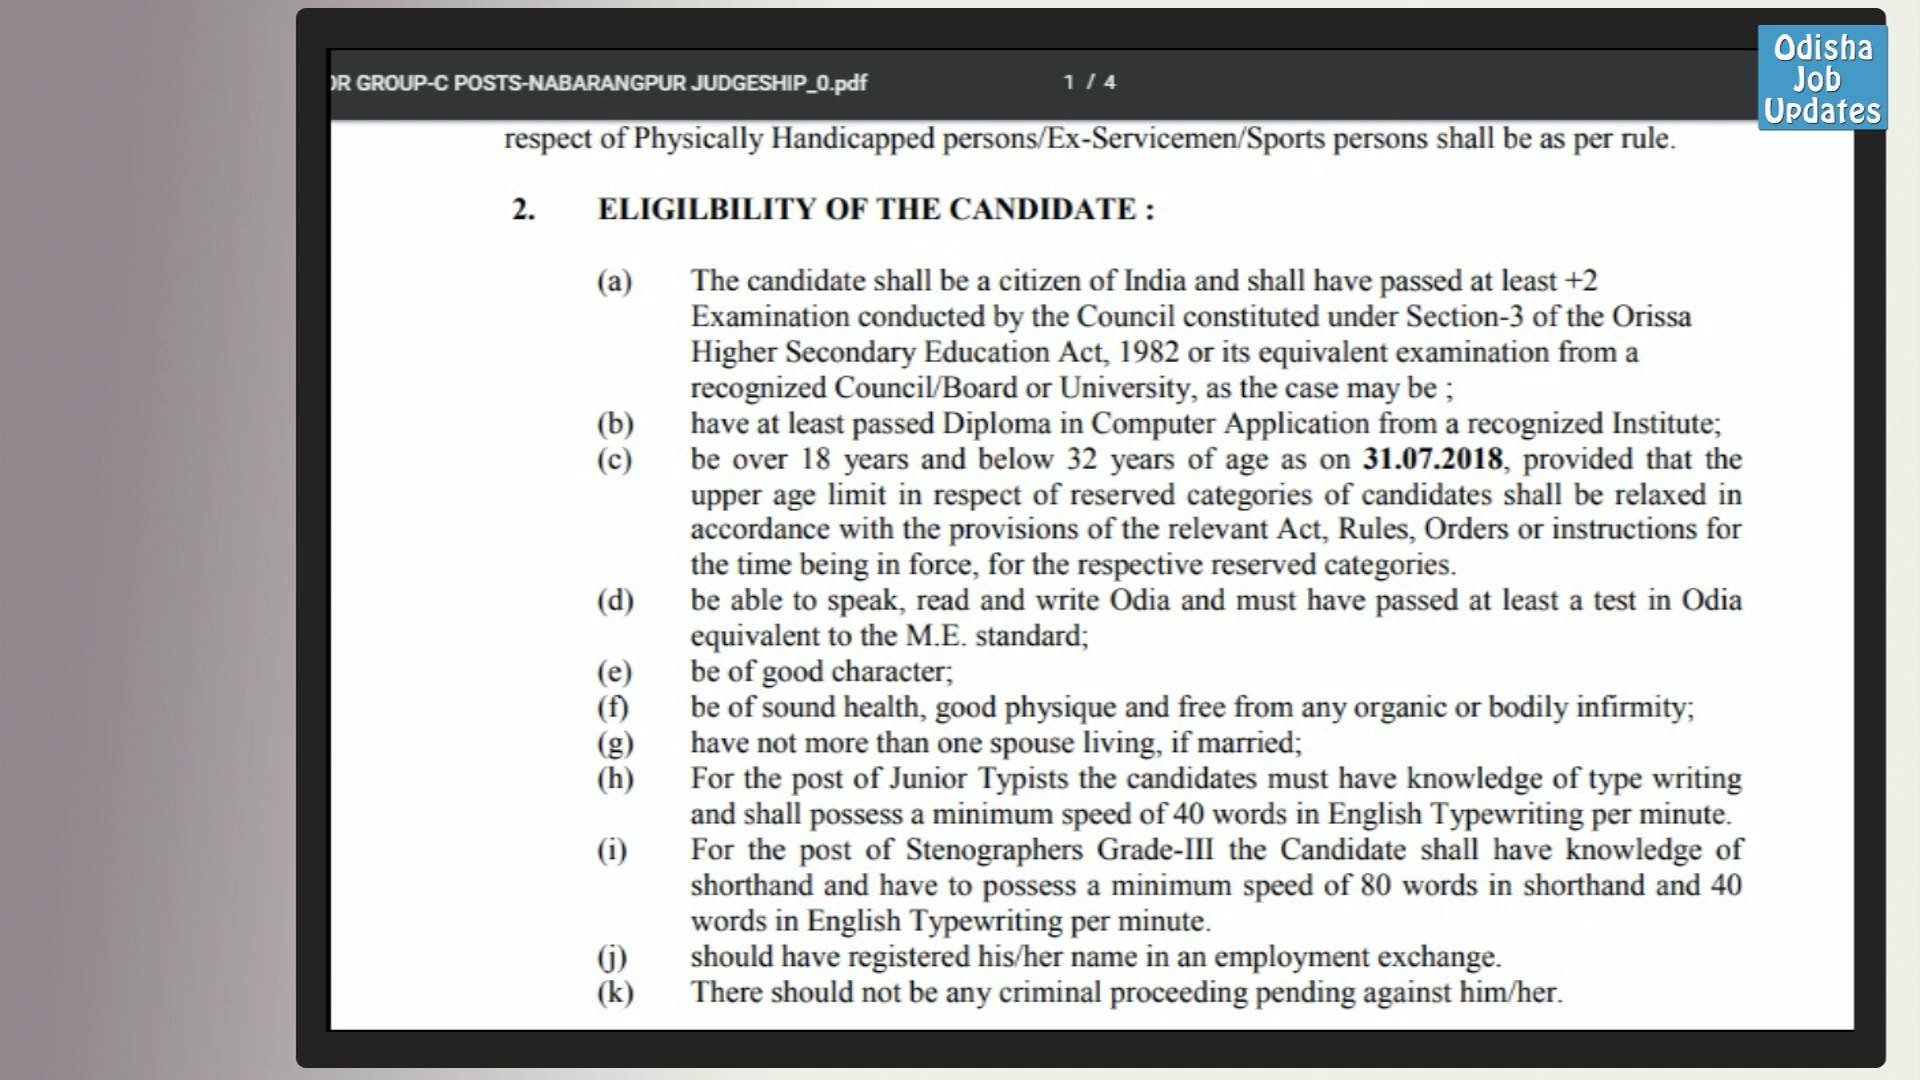 OR GROUP-C POSTS-NABARANGPUR JUDGESHIP_0.pdf
1 / 4
Odisha
Job
Updates
respect of Physically Handicapped persons/Ex-Servicemen/Sports persons shall be as per rule.
2. ELIGILBILITY OF THE CANDIDATE :
(a) The candidate shall be a citizen of India and shall have passed at least +2
Examination conducted by the Council constituted under Section-3 of the Orissa
Higher Secondary Education Act, 1982 or its equivalent examination from a
recognized Council/Board or University, as the case may be ;
(b) have at least passed Diploma in Computer Application from a recognized Institute;
(c) be over 18 years and below 32 years of age as on 31.07.2018, provided that the
upper age limit in respect of reserved categories of candidates shall be relaxed in
accordance with the provisions of the relevant Act, Rules, Orders or instructions for
the time being in force, for the respective reserved categories.
(d) be able to speak, read and write Odia and must have passed at least a test in Odia
equivalent to the M.E. standard;
(e) be of good character;
(f) be of sound health, good physique and free from any organic or bodily infirmity;
(g) have not more than one spouse living, if married;
(h) For the post of Junior Typists the candidates must have knowledge of type writing
and shall possess a minimum speed of 40 words in English Typewriting per minute.
(i) For the post of Stenographers Grade-III the Candidate shall have knowledge of
shorthand and have to possess a minimum speed of 80 words in shorthand and 40
words in English Typewriting per minute.
(j) should have registered his/her name in an employment exchange.
(k) There should not be any criminal proceeding pending against him/her.